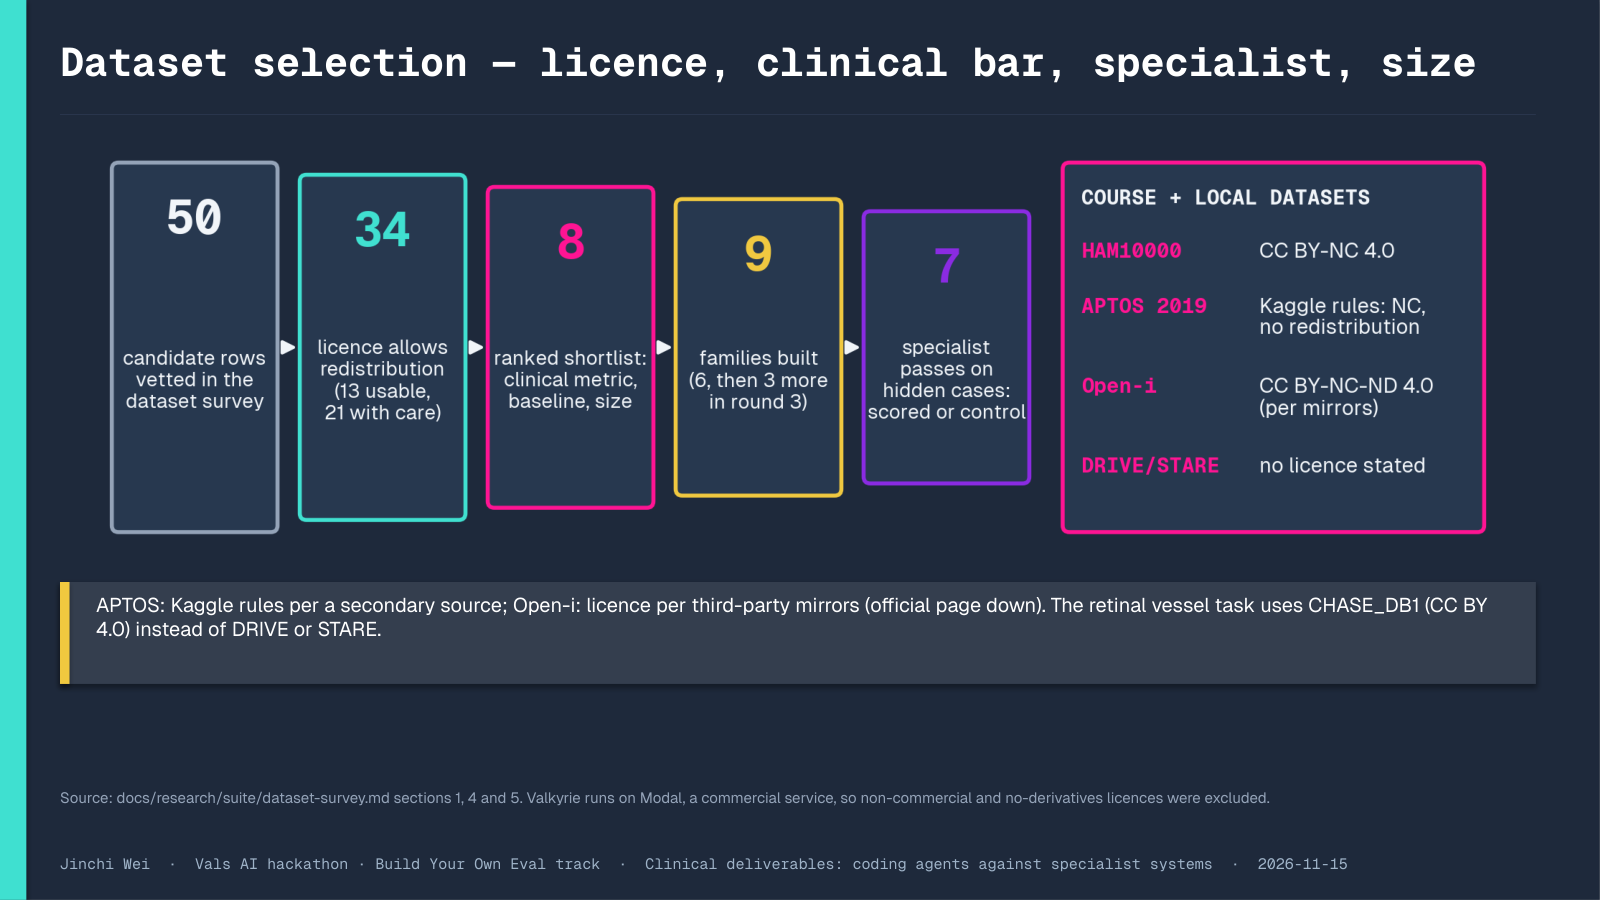 Dataset selection — licence, clinical bar, specialist, size
50
candidate rows
vetted in the
dataset survey
34
licence allows
redistribution
(13 usable,
21 with care)
8
ranked shortlist:
clinical metric,
baseline, size
9
families built
(6, then 3 more
in round 3)
7
specialist
passes on
hidden cases:
scored or control
COURSE + LOCAL DATASETS
HAM10000 CC BY-NC 4.0
APTOS 2019 Kaggle rules: NC,
no redistribution
Open-i CC BY-NC-ND 4.0
(per mirrors)
DRIVE/STARE no licence stated
APTOS: Kaggle rules per a secondary source; Open-i: licence per third-party mirrors (official page down). The retinal vessel task uses CHASE_DB1 (CC BY
4.0) instead of DRIVE or STARE.
Source: docs/research/suite/dataset-survey.md sections 1, 4 and 5. Valkyrie runs on Modal, a commercial service, so non-commercial and no-derivatives licences were excluded.
Jinchi Wei · Vals AI hackathon · Build Your Own Eval track · Clinical deliverables: coding agents against specialist systems · 2026-11-15